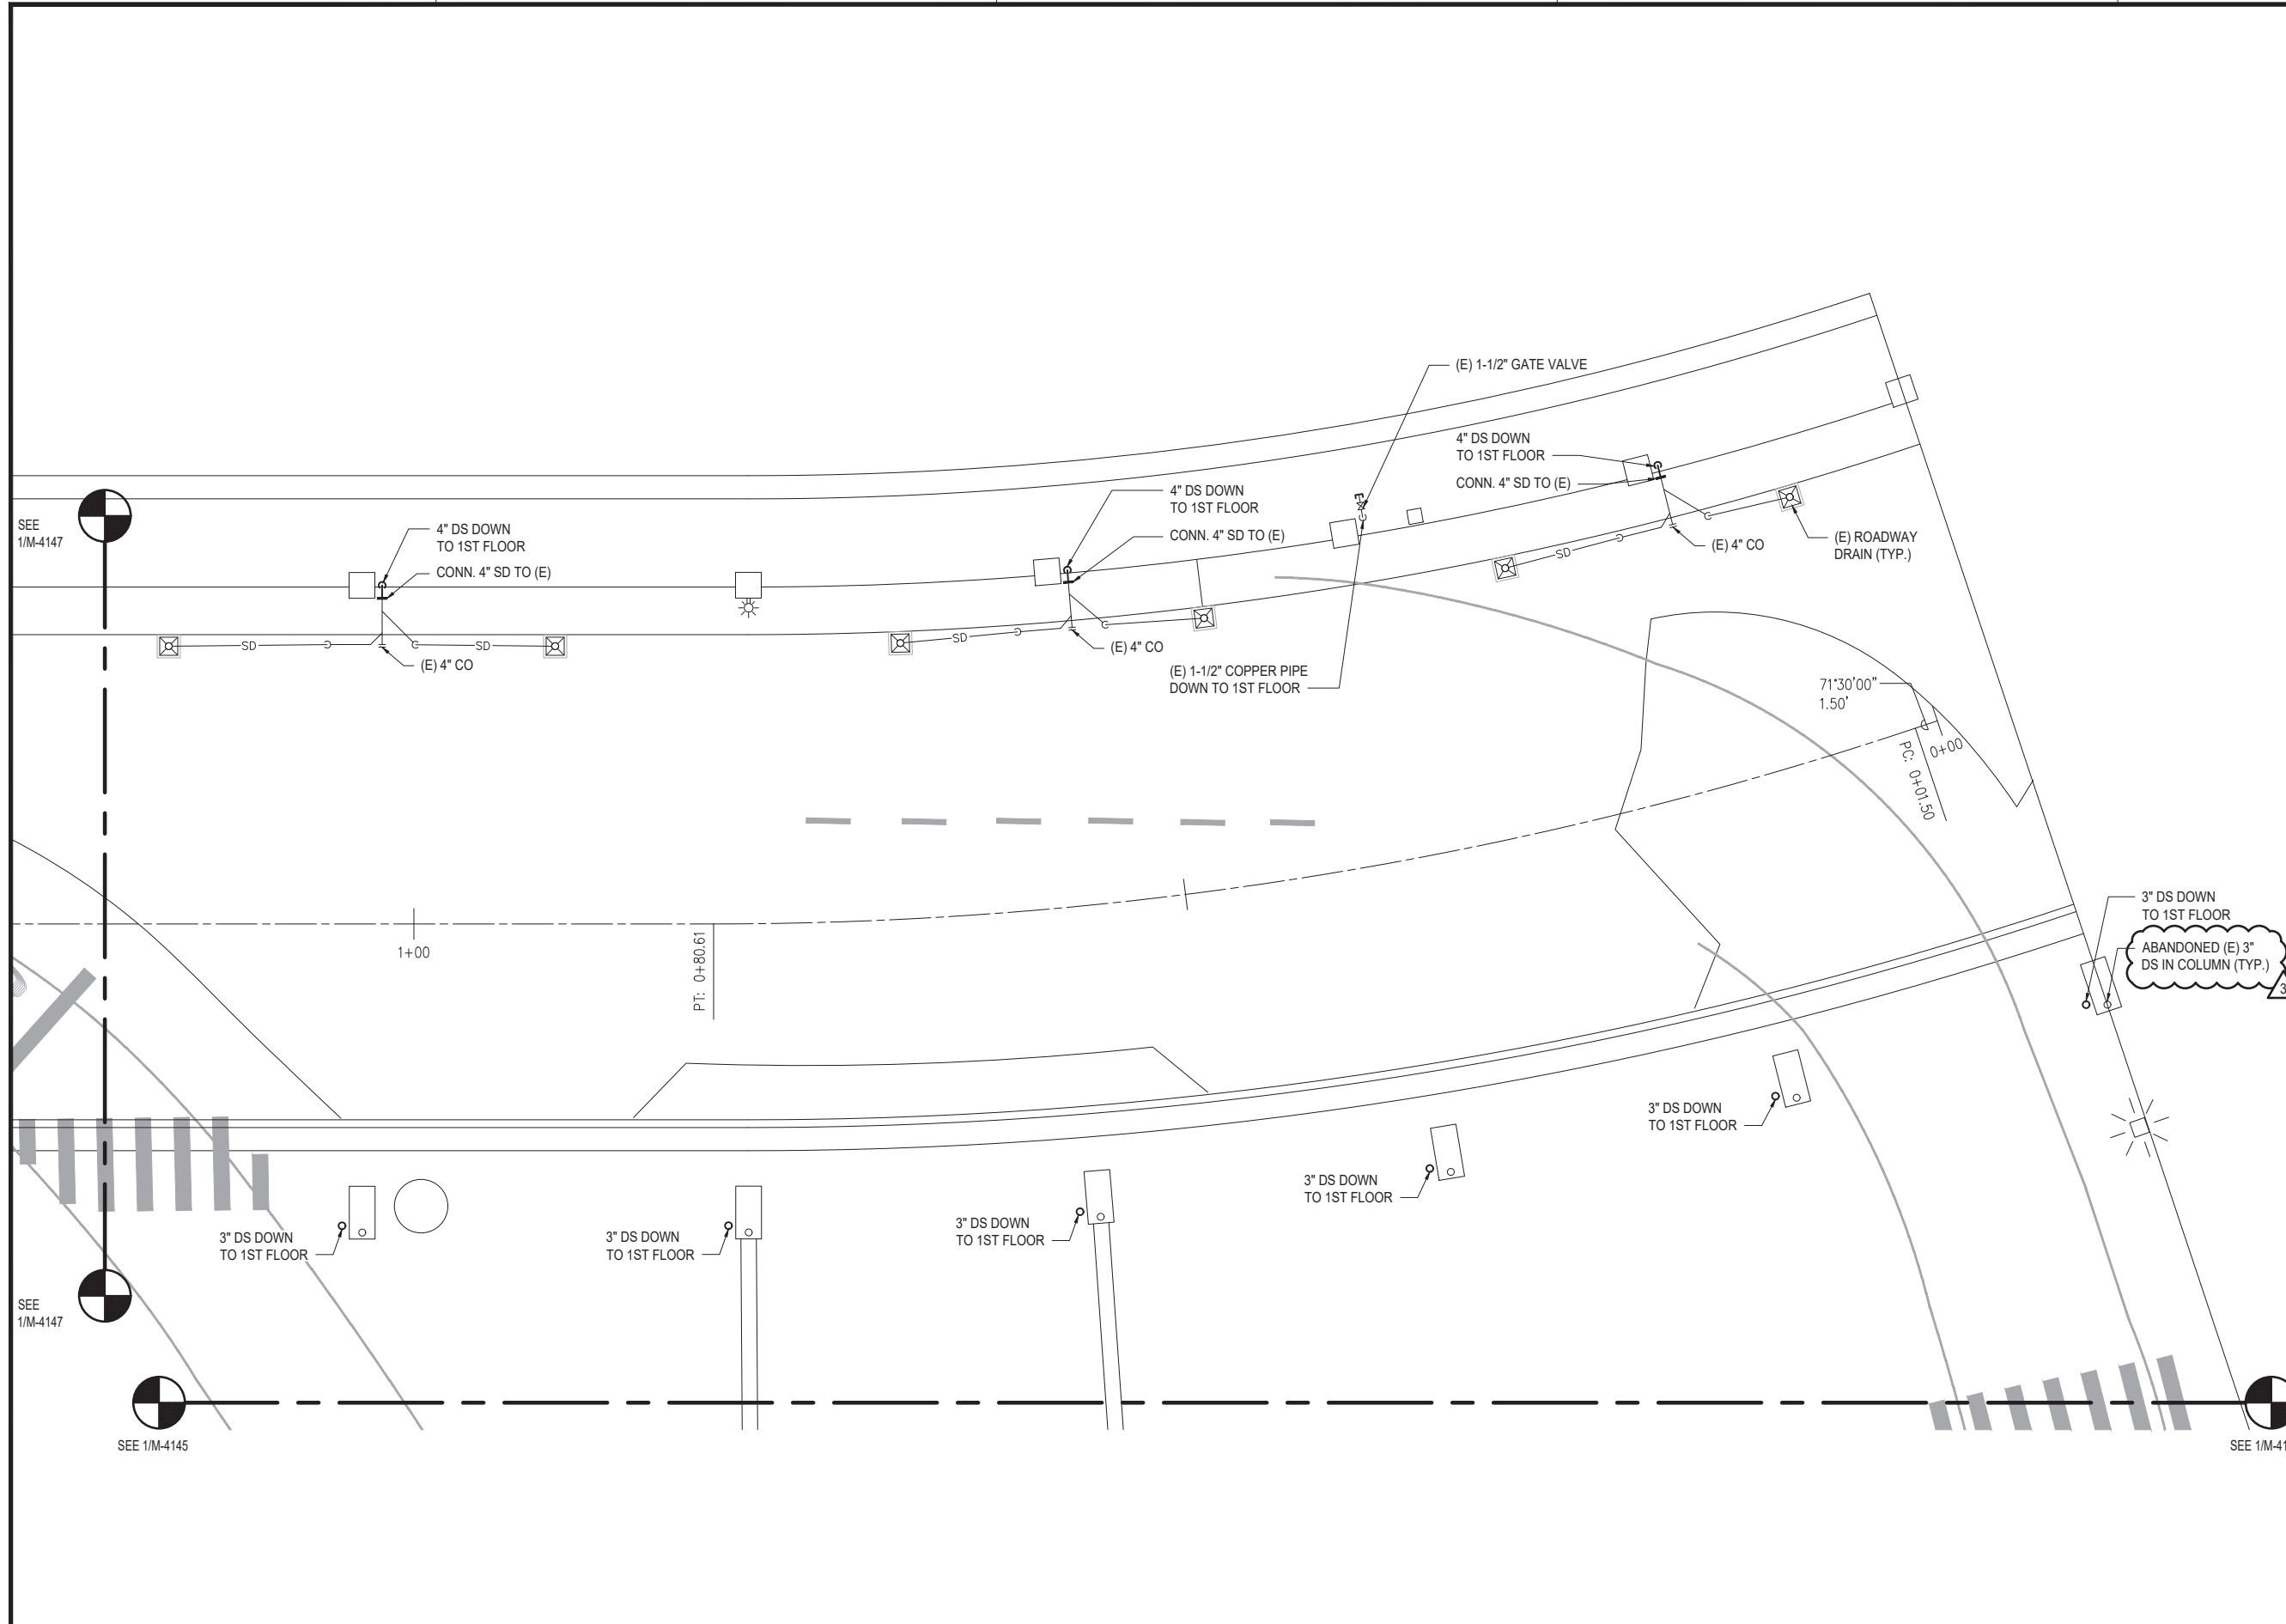 (E) 1-1/2" GATE VALVE
4" DS DOWN
TO 1ST FLOOR
CONN. 4" SD TO (E)
4" DS DOWN
TO 1ST FLOOR
CONN. 4" SD TO (E)
SEE
1/M-4147
4" DS DOWN
TO 1ST FLOOR
CONN. 4" SD TO (E)
(E) ROADWAY
DRAIN (TYP.)
(E) 4" CO
SD
SD
SD
SD
(E) 4" CO
(E) 4" CO
(E) 1-1/2" COPPER PIPE
DOWN TO 1ST FLOOR
71°30'00"
1.50'
0+00
PC: 0+01.50
3" DS DOWN
TO 1ST FLOOR
ABANDONED (E) 3"
DS IN COLUMN (TYP.)
3
1+00
PT: 0+80.61
3" DS DOWN
TO 1ST FLOOR
3" DS DOWN
TO 1ST FLOOR
3" DS DOWN
TO 1ST FLOOR
3" DS DOWN
TO 1ST FLOOR
3" DS DOWN
TO 1ST FLOOR
SEE
1/M-4147
SEE 1/M-4145
SEE